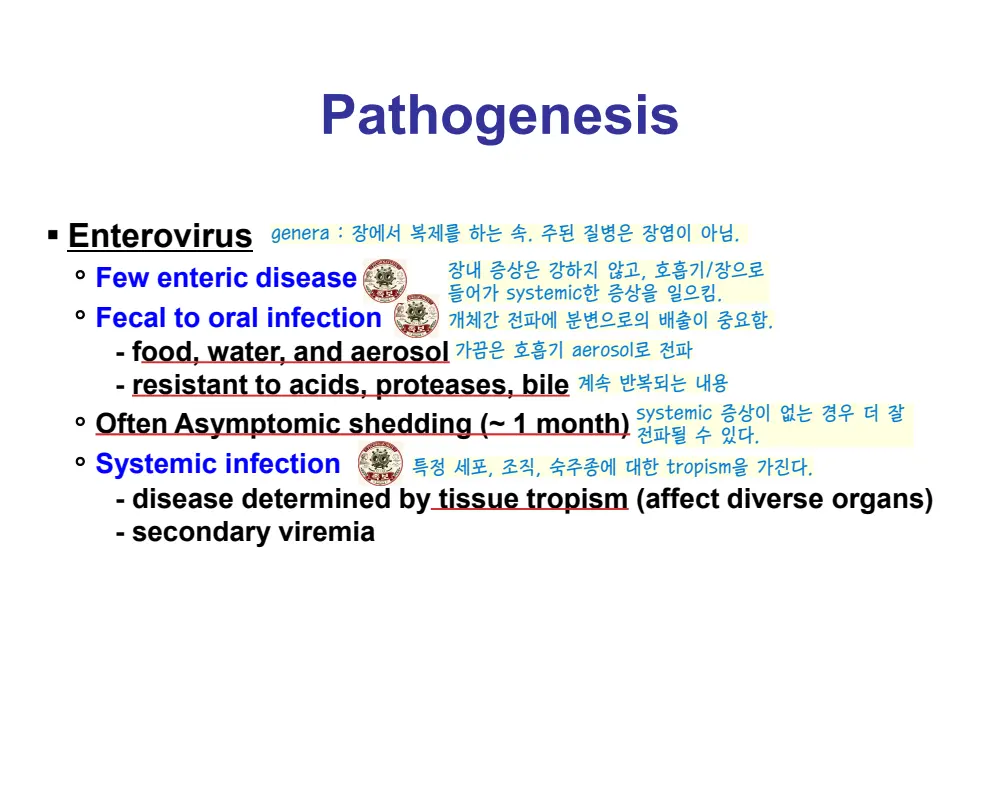 Pathogenesis
▪ Enterovirus genera : 장에서 복제를 하는 속. 주된 질병은 장염이 아님.
° Few enteric disease 장내 증상은 강하지 않고, 호흡기/장으로
들어가 systemic한 증상을 일으킴.
° Fecal to oral infection 개체간 전파에 분변으로의 배출이 중요함.
- food, water, and aerosol 가끔은 호흡기 aerosol로 전파
- resistant to acids, proteases, bile 계속 반복되는 내용
° Often Asymptomic shedding (~ 1 month) systemic 증상이 없는 경우 더 잘
전파될 수 있다.
° Systemic infection 특정 세포, 조직, 숙주종에 대한 tropism을 가진다.
- disease determined by tissue tropism (affect diverse organs)
- secondary viremia
족보
족보
족보